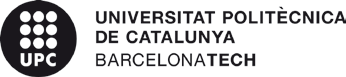 UPC
UNIVERSITAT POLITÈCNICA
DE CATALUNYA
BARCELONATECH